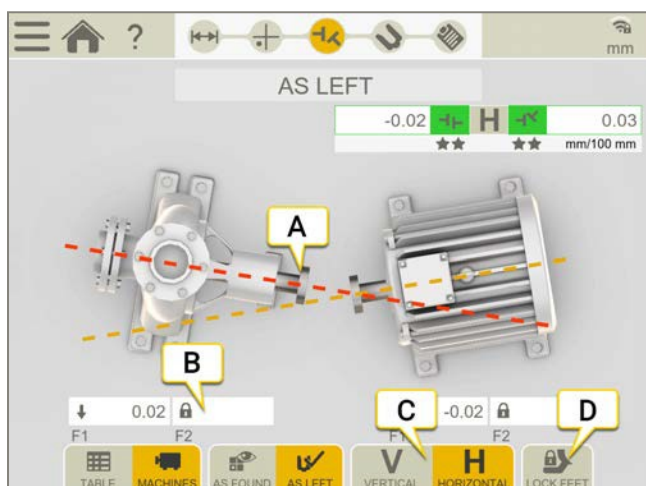 ?
mm
AS LEFT
-0.02 H 0.03
mm/100 mm
A
B
C
D
0.02
-0.02
F1 F2
F1 F2
V H
TABLE MACHINES AS FOUND AS LEFT VERTICAL HORIZONTAL LOCK FEET